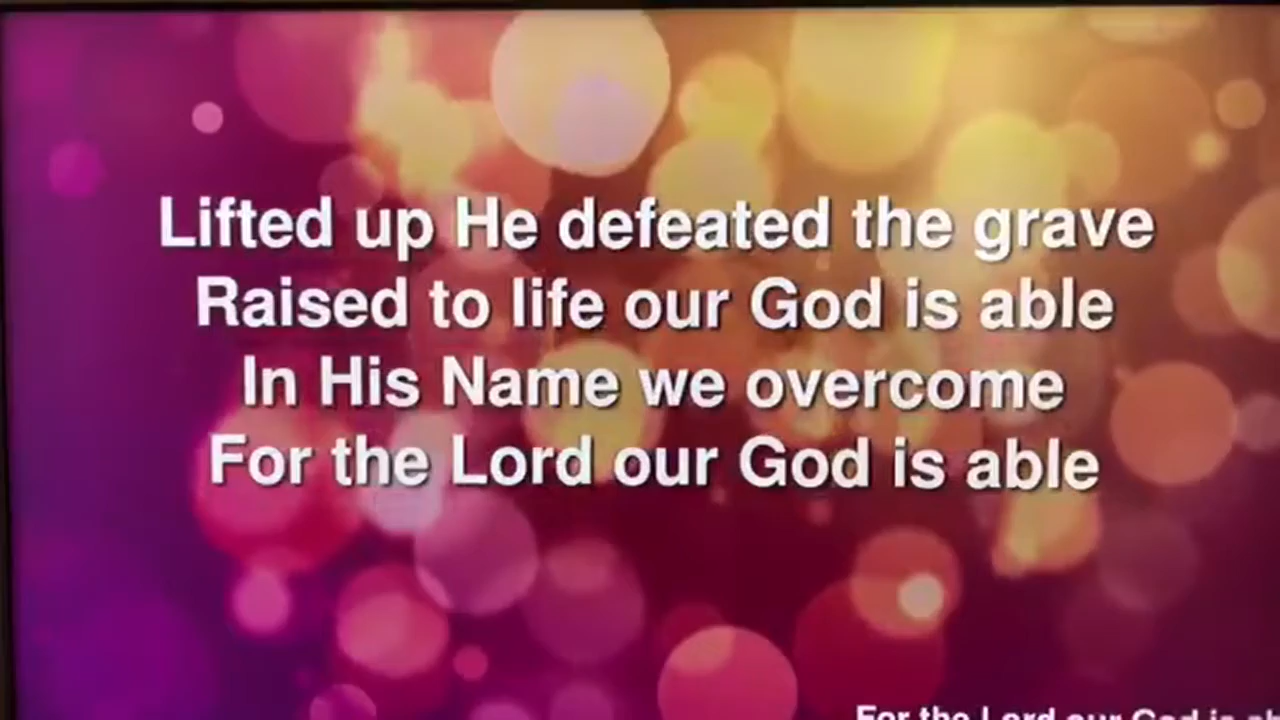 Lifted up He defeated the grave
Raised to life our God is able
In His Name we overcome
For the Lord our God is able
For the Lord our God is